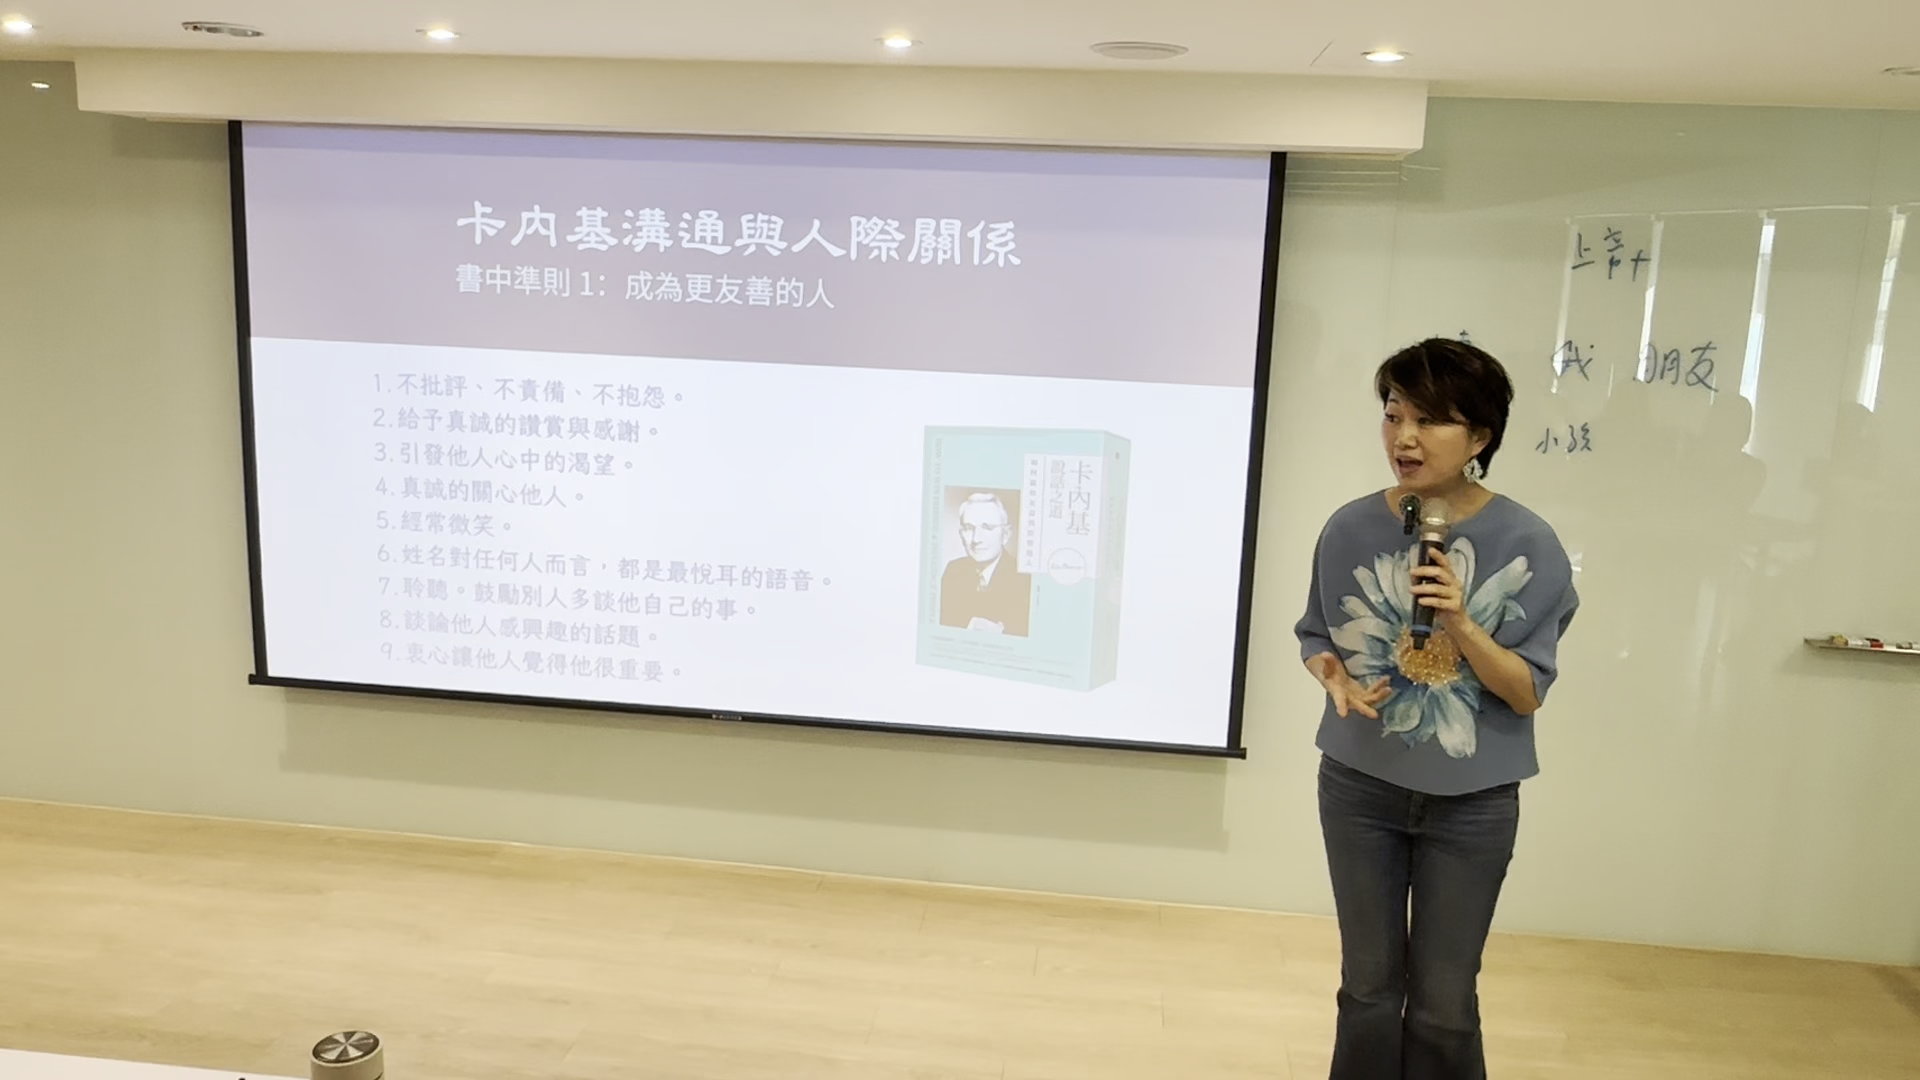 卡內基溝通與人際關係
書中準則 1：成為更友善的人
1.不批評、不責備、不抱怨。
2.給予真誠的讚賞與感謝。
3.引發他人心中的渴望。
4.真誠的關心他人。
5.經常微笑。
6.姓名對任何人而言，都是最悅耳的語音。
7.聆聽。鼓勵別人多談他自己的事。
8.談論他人感興趣的話題。
9.衷心讓他人覺得他很重要。
卡內基
說話之道
上帝
我 朋友
小孩